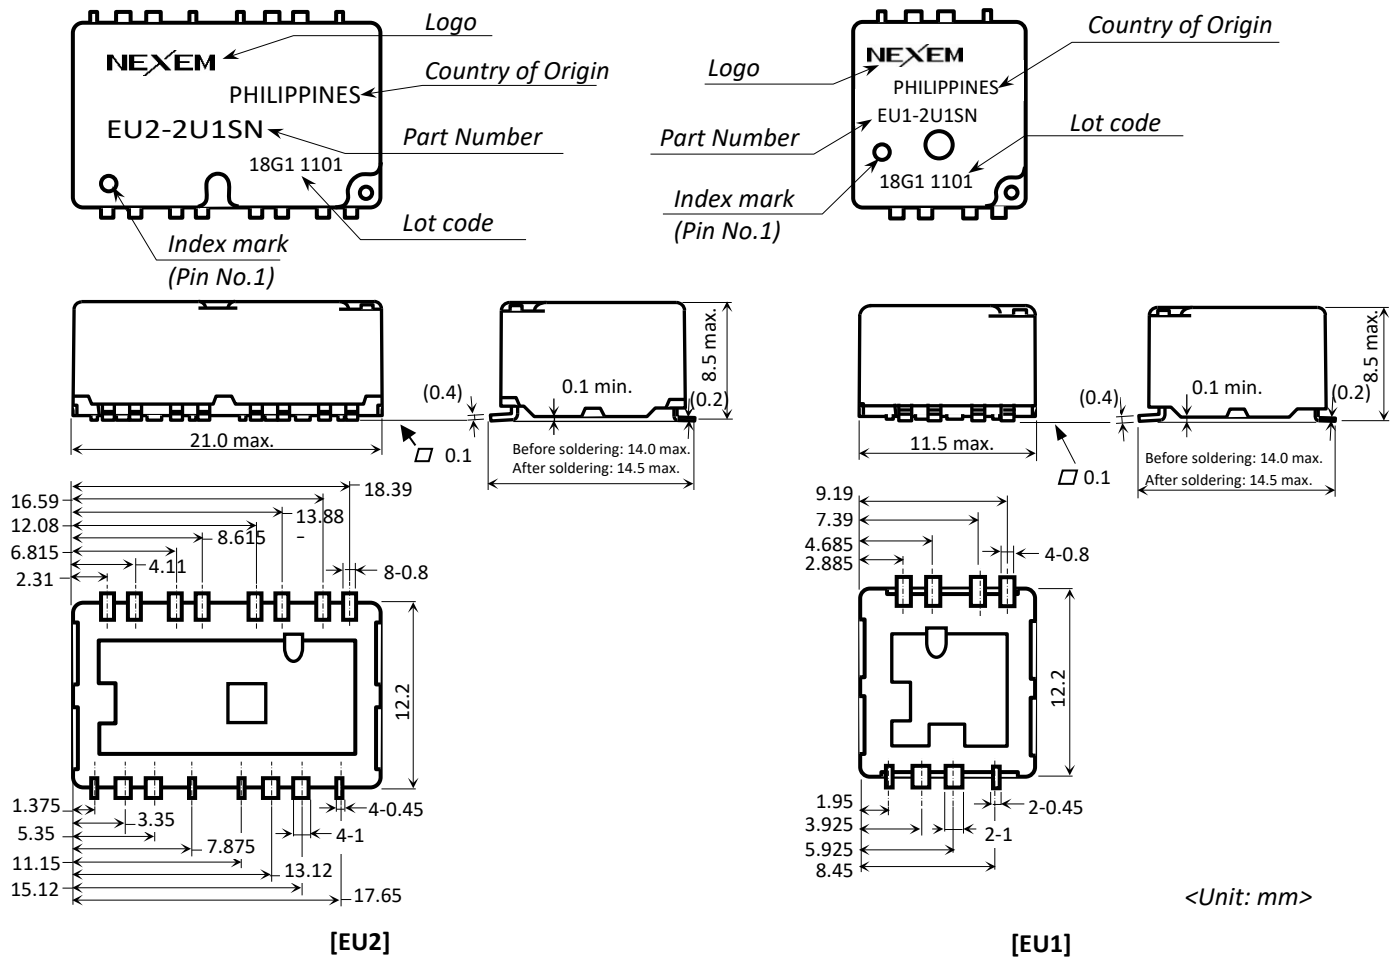 Logo
NEXEM
Country of Origin
PHILIPPINES
EU2-2U1SN
Part Number
18G1 1101
Lot code
Index mark
(Pin No.1)
Country of Origin
NEXEM
Logo
PHILIPPINES
EU1-2U1SN
Part Number
Lot code
18G1 1101
Index mark
(Pin No.1)
21.0 max.
(0.4)
0.1
0.1 min.
8.5 max.
(0.2)
Before soldering: 14.0 max.
After soldering: 14.5 max.
11.5 max.
(0.4)
0.1
0.1 min.
8.5 max.
(0.2)
Before soldering: 14.0 max.
After soldering: 14.5 max.
18.39
16.59
13.88
12.08
8.615
6.815
4.11
2.31
8-0.8
12.2
1.375
3.35
5.35
7.875
11.15
13.12
15.12
17.65
4-0.45
4-1
9.19
7.39
4.685
2.885
4-0.8
12.2
1.95
3.925
5.925
8.45
2-0.45
2-1
<Unit: mm>
[EU2]
[EU1]